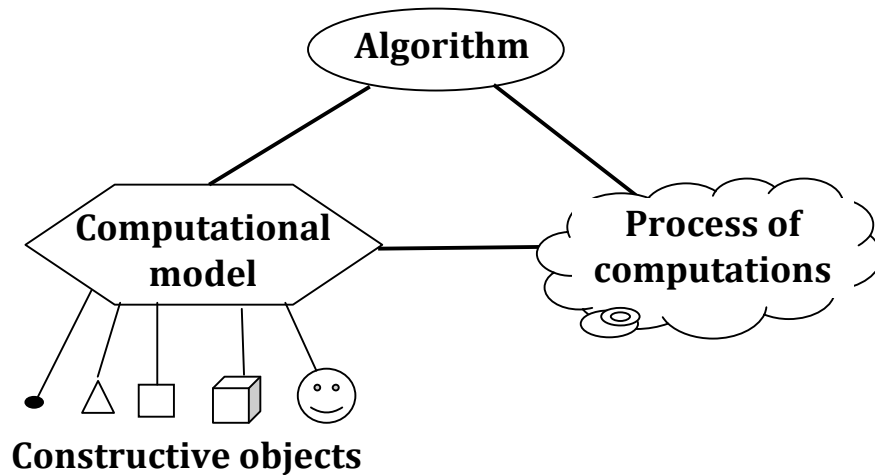 Algorithm
Computational
model
Process of
computations
Constructive objects